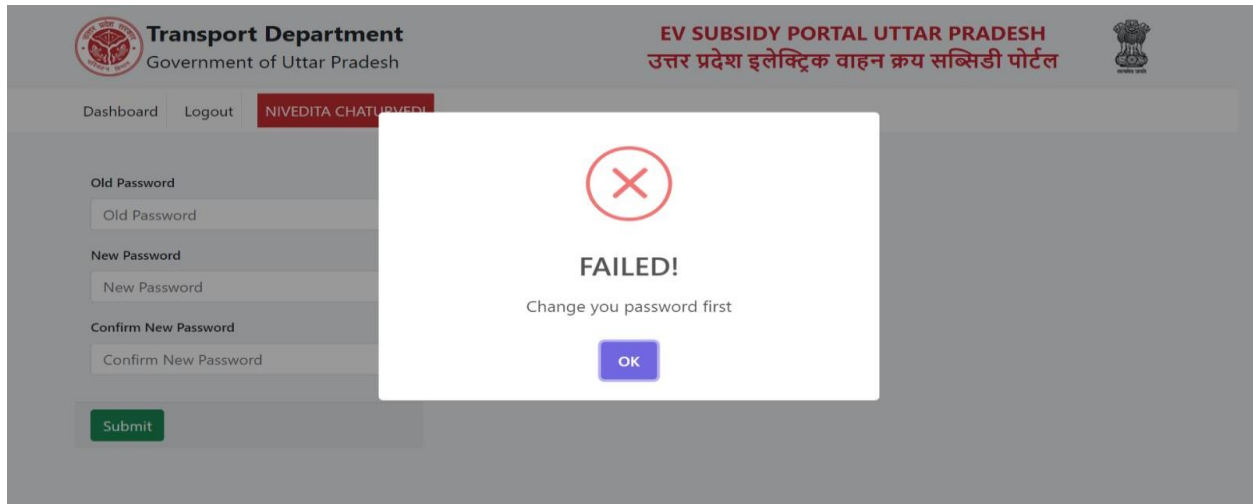 Transport Department
Government of Uttar Pradesh
EV SUBSIDY PORTAL UTTAR PRADESH
उत्तर प्रदेश इलेक्ट्रिक वाहन क्रय सब्सिडी पोर्टल
Dashboard Logout NIVEDITA CHATURVEDI
Old Password
Old Password
New Password
New Password
Confirm New Password
Confirm New Password
Submit
FAILED!
Change you password first
OK